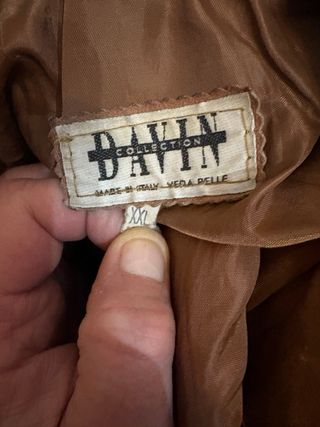 DAVIN
COLLECTION
MADE IN ITALY - VERA PELLE
XXL